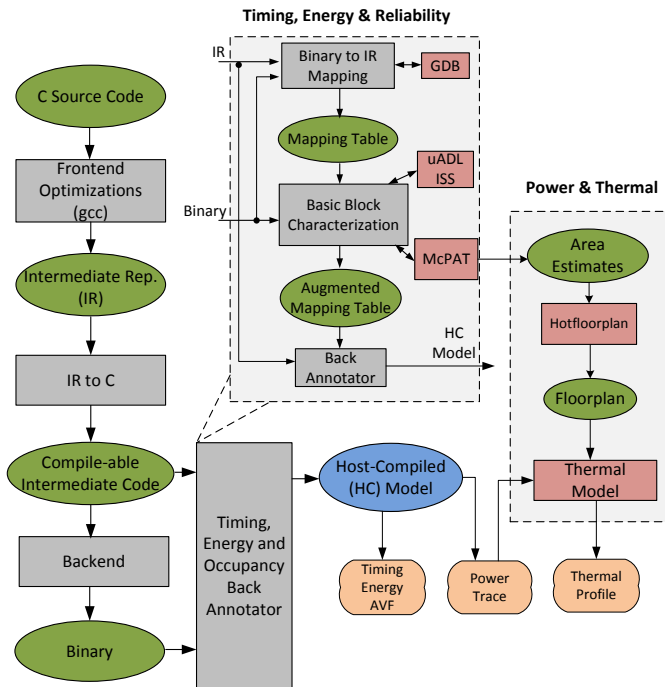 Timing, Energy & Reliability
IR
Binary to IR
Mapping
GDB
C Source Code
Mapping Table
uADL
ISS
Frontend
Optimizations
(gcc)
Power & Thermal
Binary
Basic Block
Characterization
McPAT
Area
Estimates
Intermediate Rep.
(IR)
Augmented
Mapping Table
Hotfloorplan
HC
Model
IR to C
Back
Annotator
Floorplan
Compile-able
Intermediate Code
Host-Compiled
(HC) Model
Thermal
Model
Timing,
Energy and
Occupancy
Back
Annotator
Backend
Timing
Energy
AVF
Power
Trace
Thermal
Profile
Binary